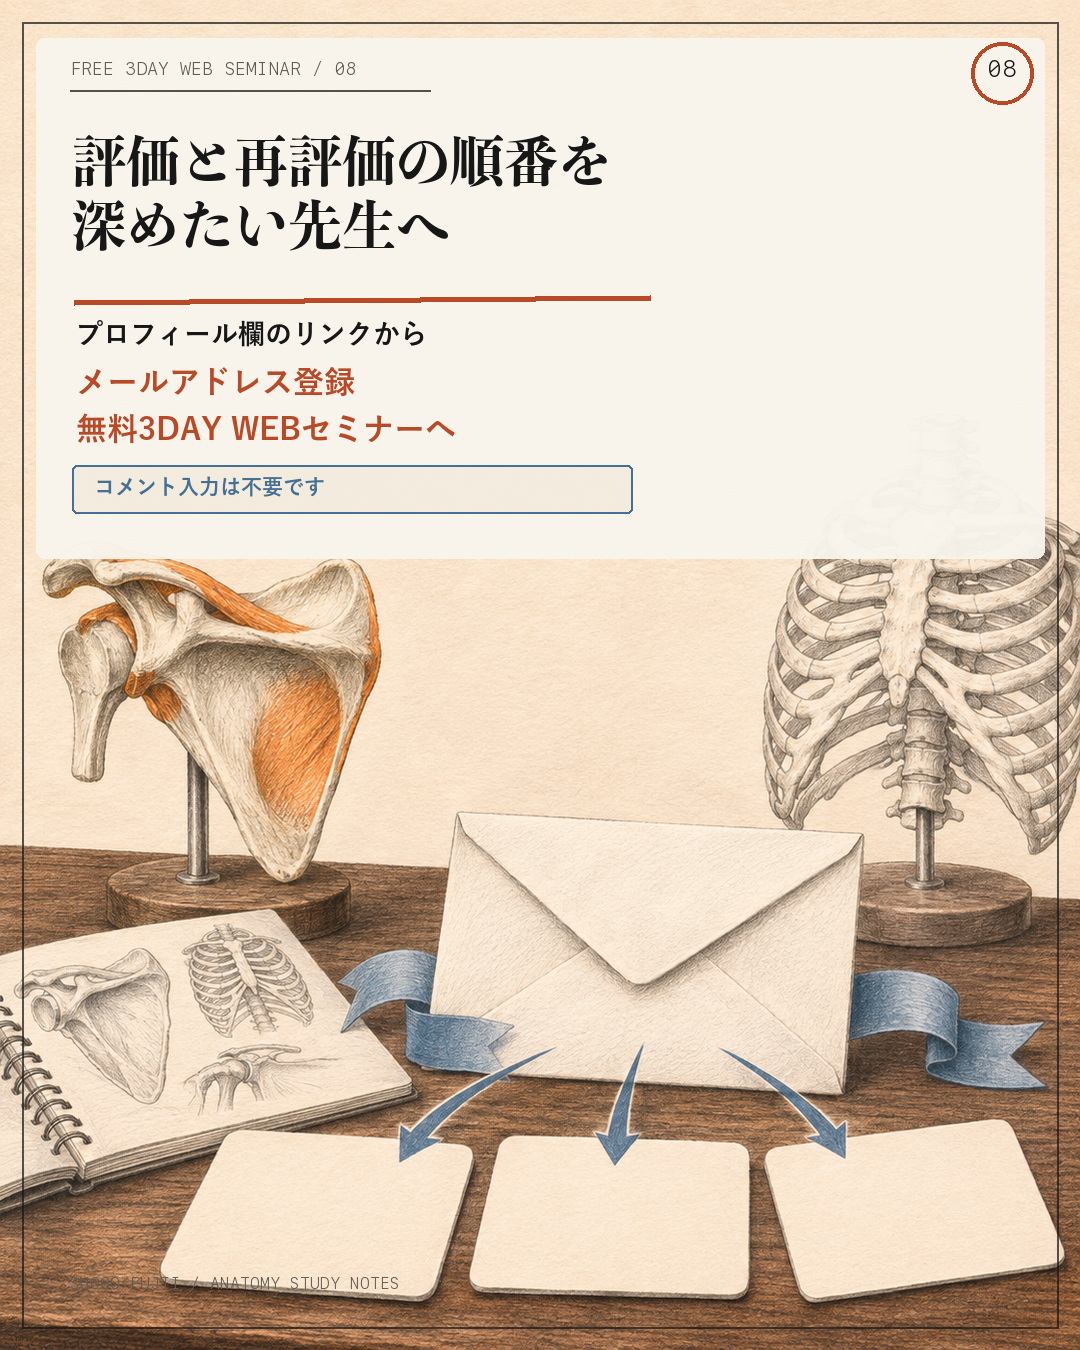 FREE 3DAY WEB SEMINAR / 08
08
評価と再評価の順番を
深めたい先生へ
プロフィール欄のリンクから
メールアドレス登録
無料3DAY WEBセミナーへ
コメント入力は不要です
/ ANATOMY STUDY NOTES